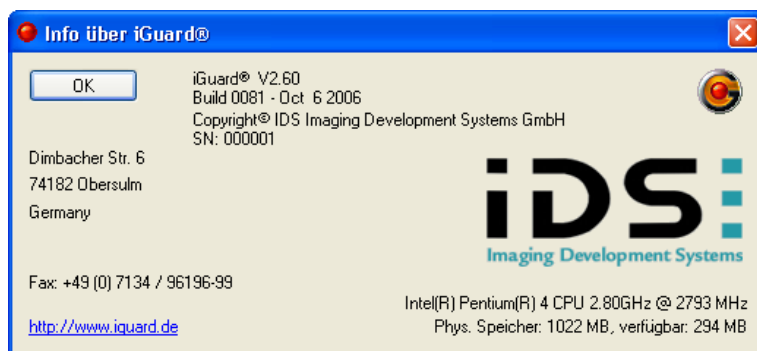 Info über iGuard®
OK
iGuard® V2.60
Build 0081 - Oct 6 2006
Copyright© IDS Imaging Development Systems GmbH
SN: 000001
Dimbacher Str. 6
74182 Obersulm
Germany
iDS
Imaging Development Systems
Fax: +49 (0) 7134 / 96196-99
Intel(R) Pentium(R) 4 CPU 2.80GHz @ 2793 MHz
http://www.iguard.de
Phys. Speicher: 1022 MB, verfügbar: 294 MB